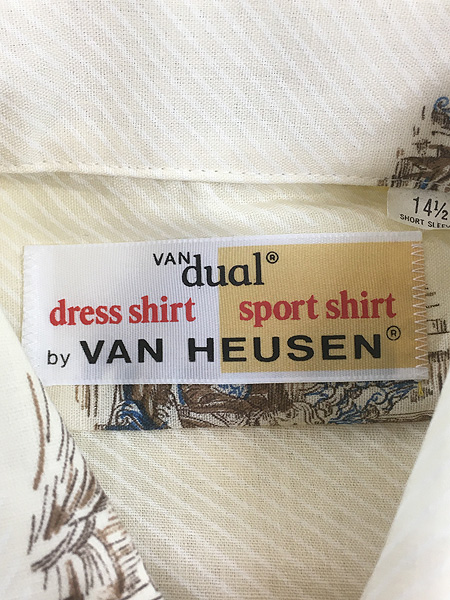 14½
SHORT SLEE
VAN dual®
dress shirt sport shirt
by VAN HEUSEN®